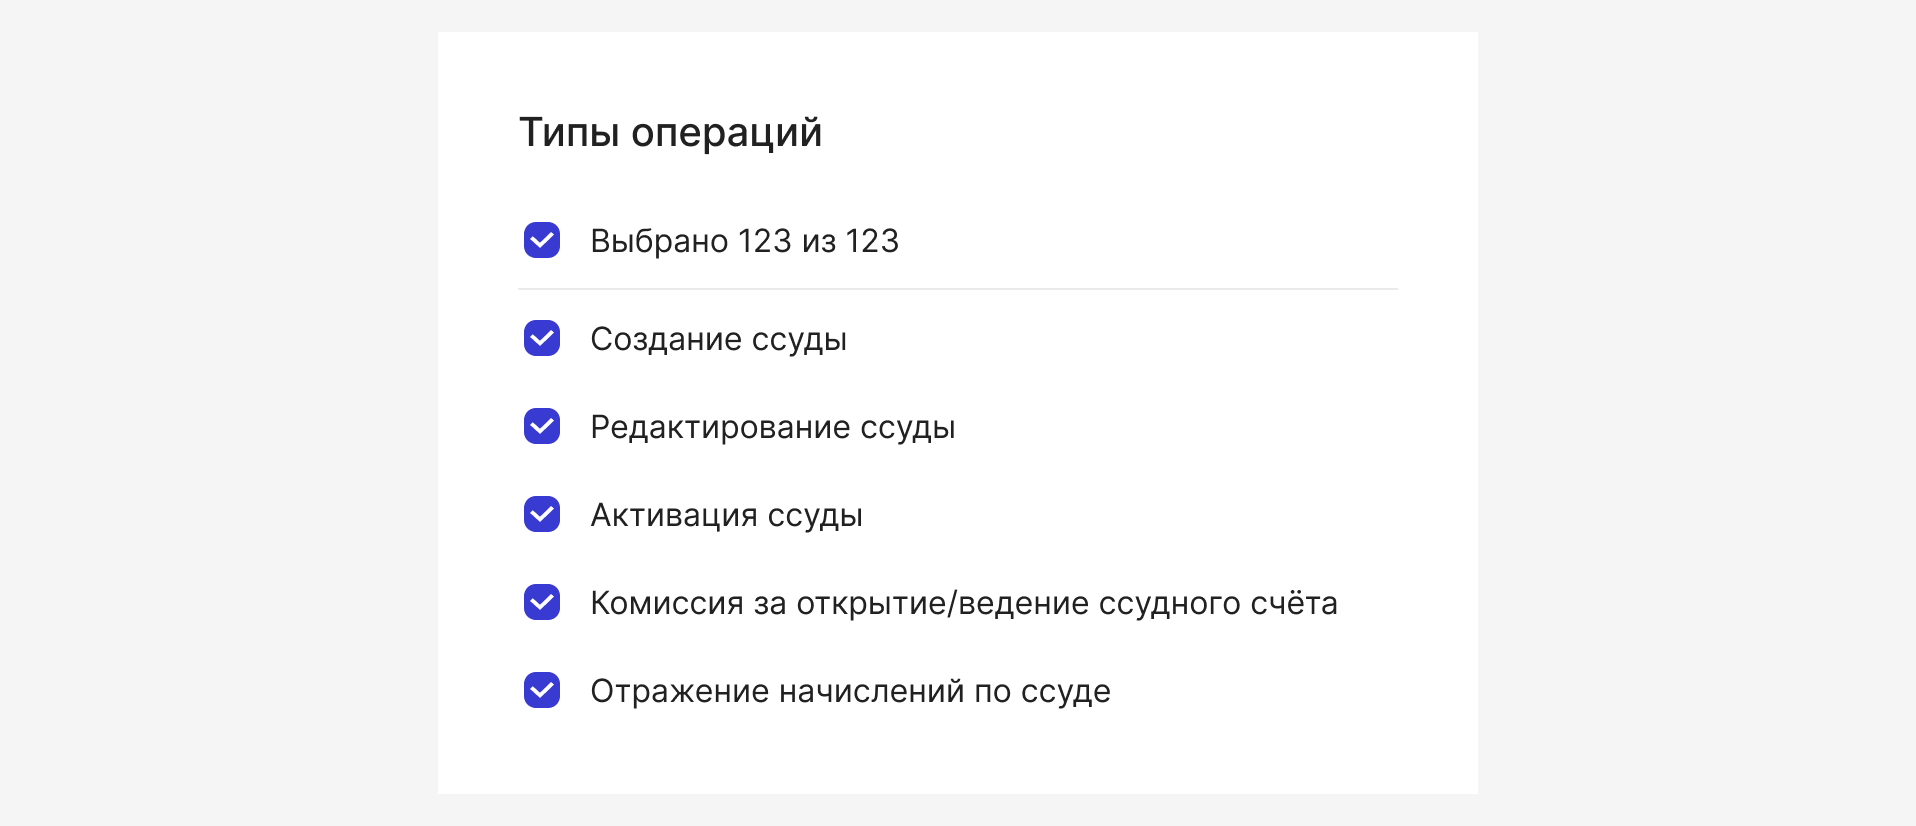 Типы операций
Выбрано 123 из 123
Создание ссуды
Редактирование ссуды
Активация ссуды
Комиссия за открытие/ведение ссудного счёта
Отражение начислений по ссуде